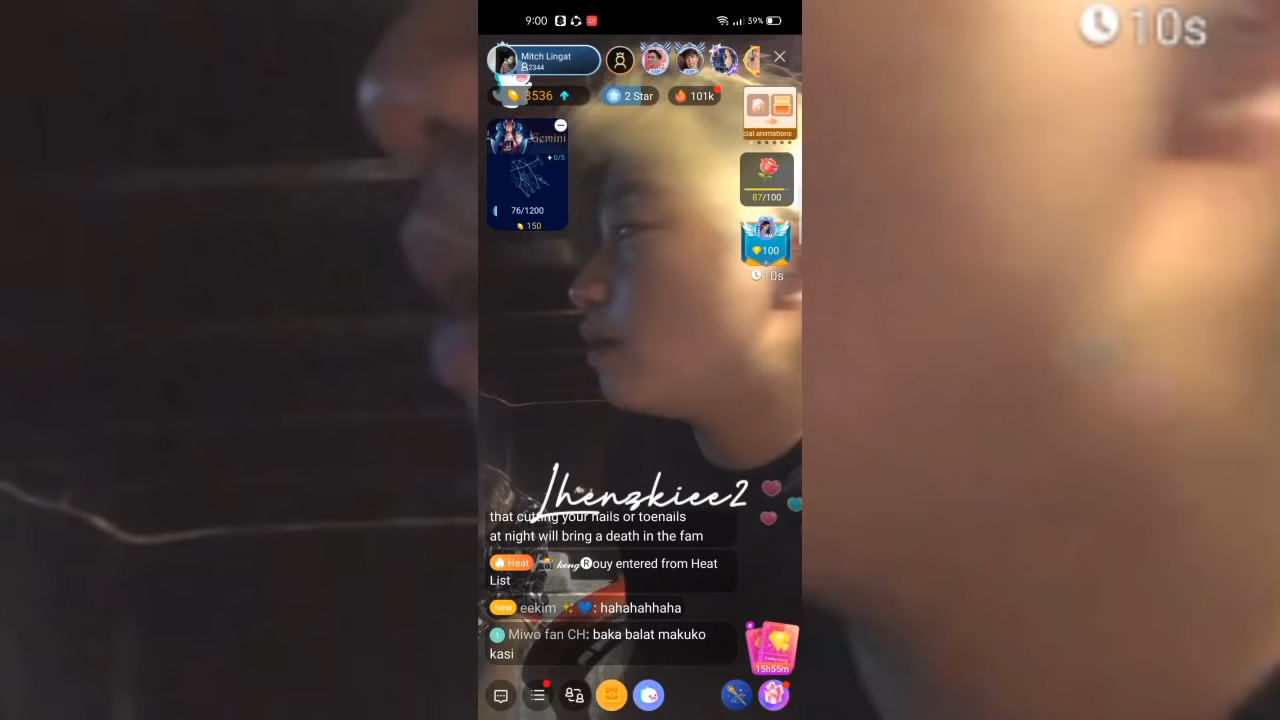 10s
9:00
39%
Mitch Lingat
2344
3536
2 Star
101k
cial animations
Gemini
0/5
76/1200
150
87/100
100
10s
Lhenzkiee2
that cutting your nails or toenails
at night will bring a death in the fam
Heat kengRouy entered from Heat
List
New eekim ✨💙: hahahahhaha
1 Miwo fan CH: baka balat makuko
kasi
15h55m